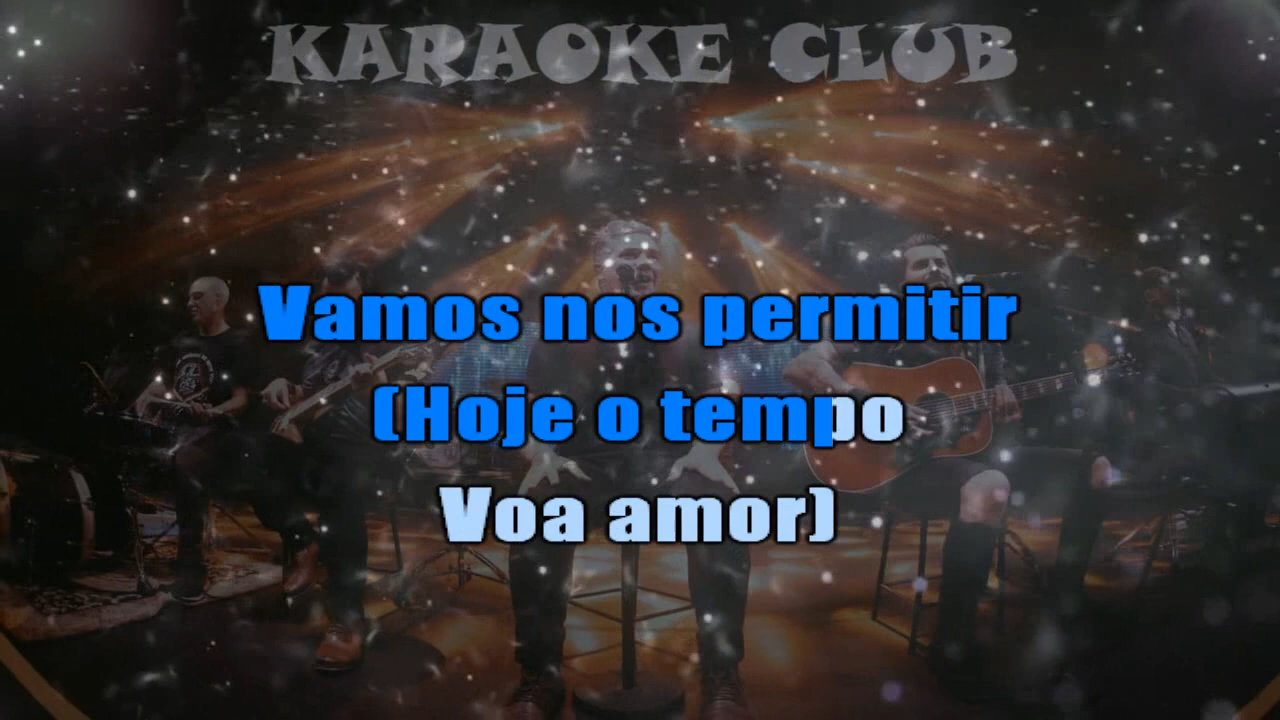 KARAOKE CLUB
Vamos nos permitir
(Hoje o tempo
Voa amor)